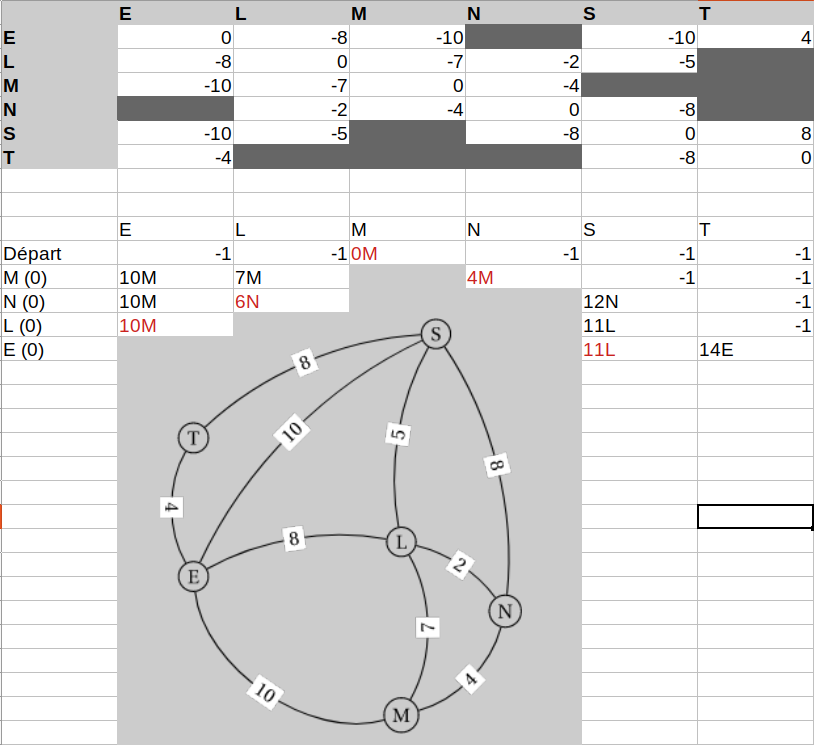 E L M N S T
E 0 -8 -10 -10 4
L -8 0 -7 -2 -5
M -10 -7 0 -4
N -2 -4 0 -8
S -10 -5 -8 0 8
T -4 -8 0
E L M N S T
Départ -1 -1 0M -1 -1 -1
M (0) 10M 7M 4M -1 -1
N (0) 10M 6N 12N -1
L (0) 10M 11L -1
E (0) 11L 14E
S
8
T
10
5
8
4
8
L
2
E
N
7
4
10
M